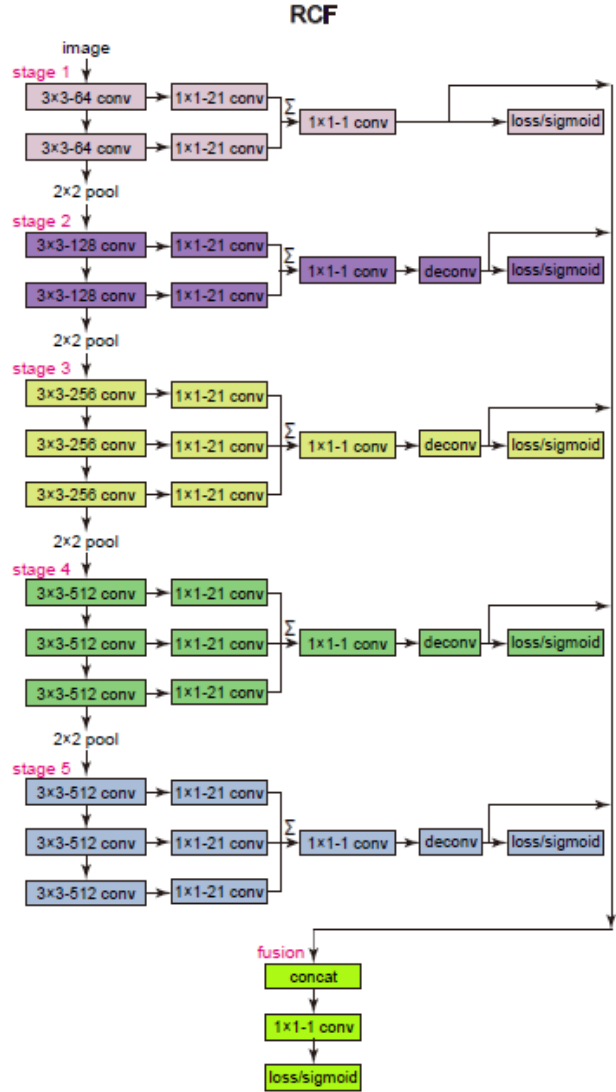 RCF
image
stage 1
3×3-64 conv 1×1-21 conv
Σ
1×1-1 conv loss/sigmoid
3×3-64 conv 1×1-21 conv
2×2 pool
stage 2
3×3-128 conv 1×1-21 conv
Σ
1×1-1 conv deconv loss/sigmoid
3×3-128 conv 1×1-21 conv
2×2 pool
stage 3
3×3-256 conv 1×1-21 conv
Σ
3×3-256 conv 1×1-21 conv 1×1-1 conv deconv loss/sigmoid
3×3-256 conv 1×1-21 conv
2×2 pool
stage 4
3×3-512 conv 1×1-21 conv
Σ
3×3-512 conv 1×1-21 conv 1×1-1 conv deconv loss/sigmoid
3×3-512 conv 1×1-21 conv
2×2 pool
stage 5
3×3-512 conv 1×1-21 conv
Σ
3×3-512 conv 1×1-21 conv 1×1-1 conv deconv loss/sigmoid
3×3-512 conv 1×1-21 conv
fusion
concat
1×1-1 conv
loss/sigmoid